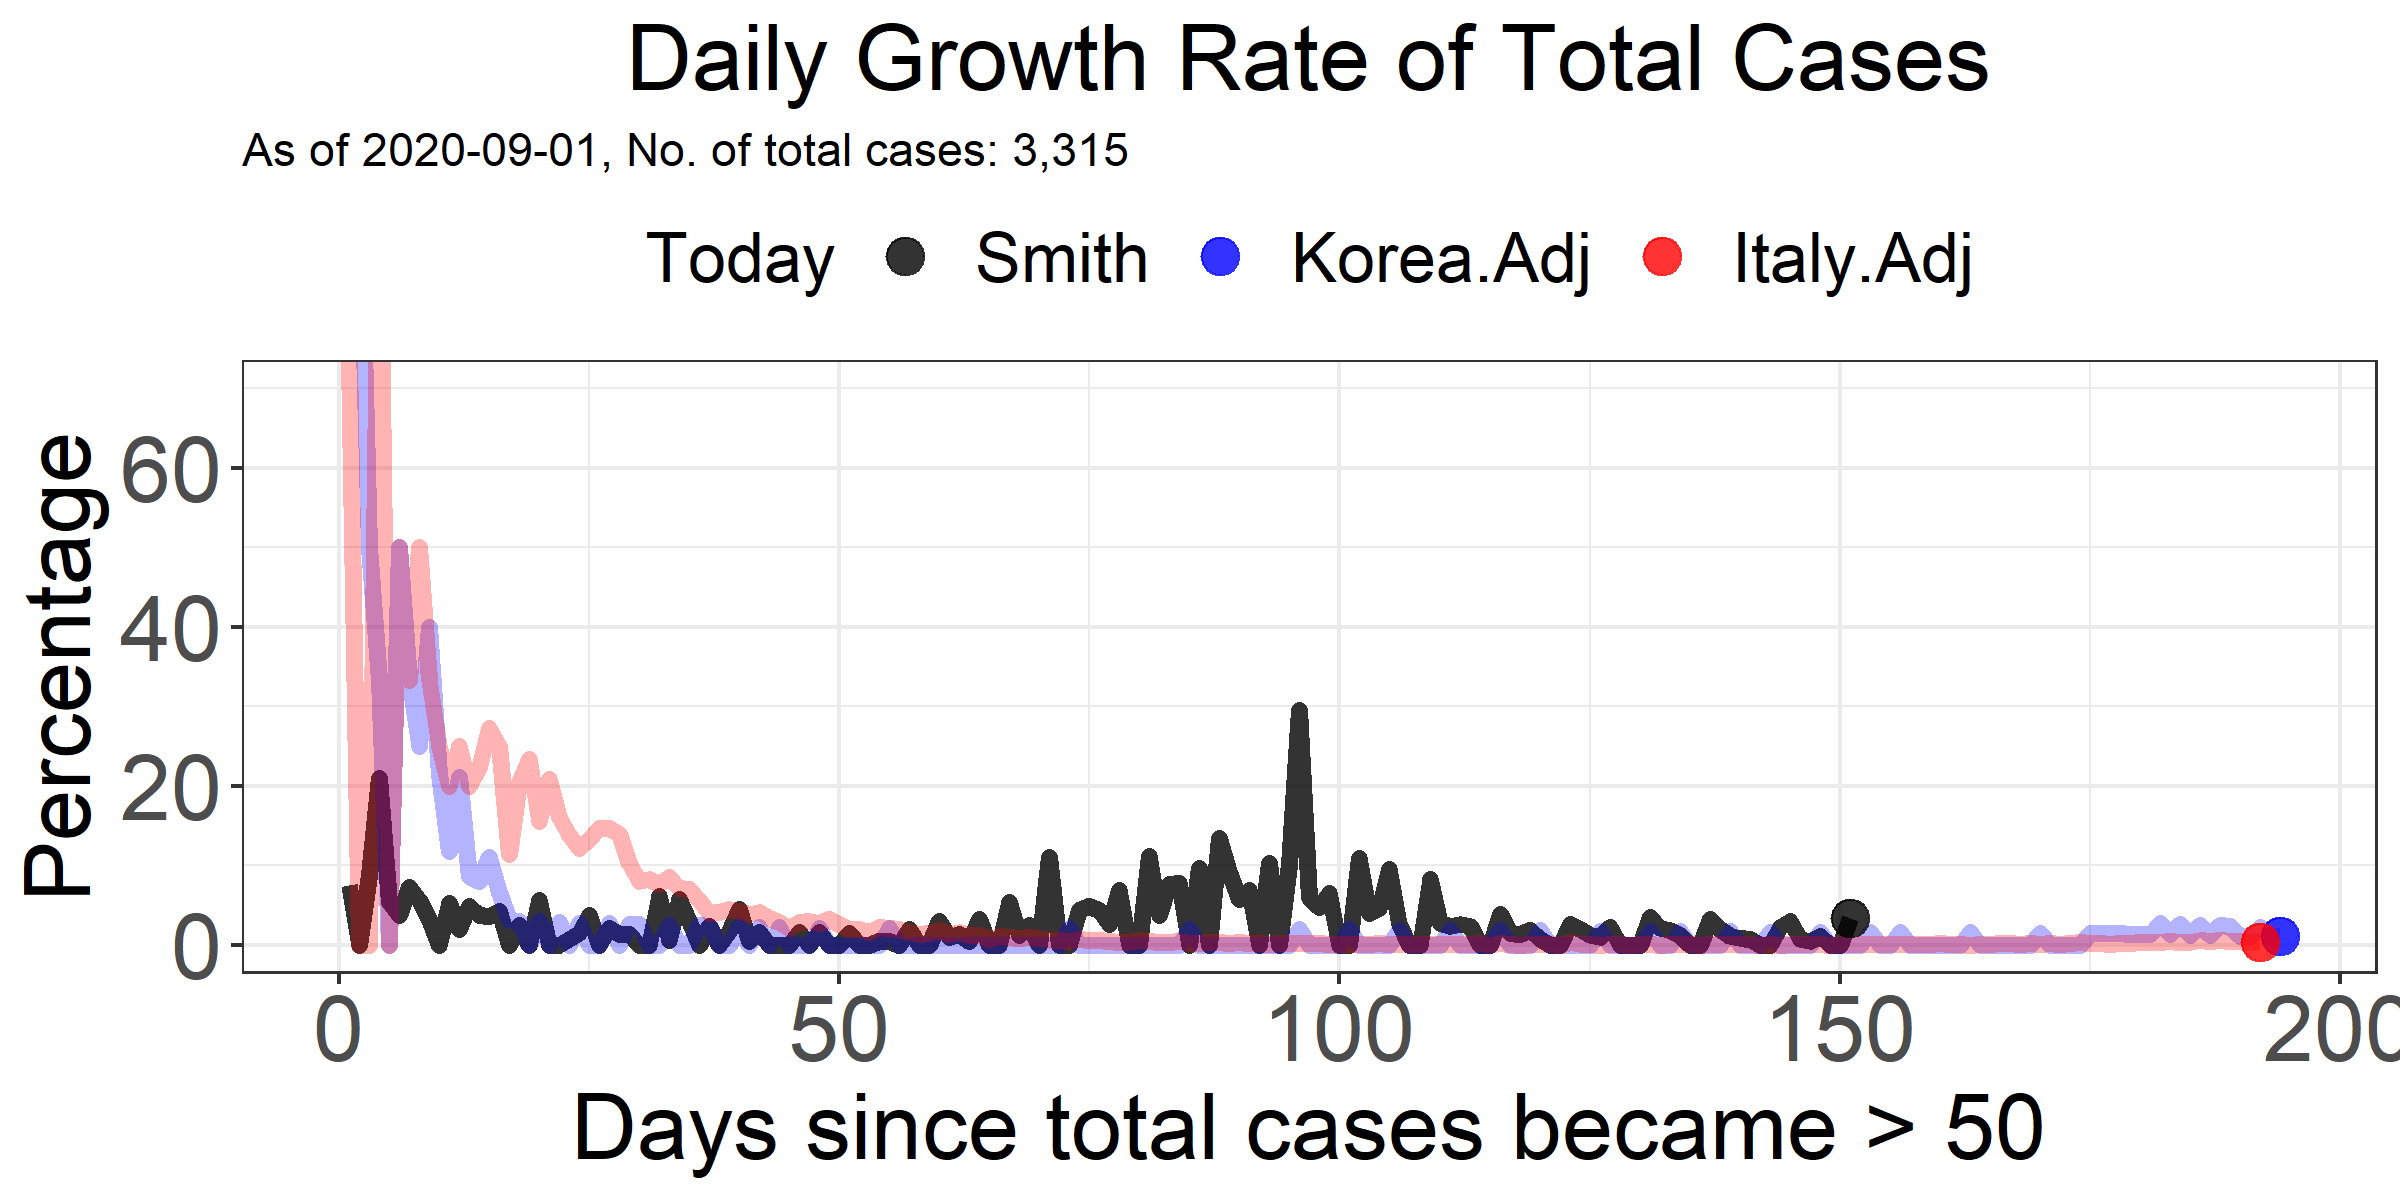 Daily Growth Rate of Total Cases
As of 2020-09-01, No. of total cases: 3,315
Today Smith Korea.Adj Italy.Adj
Percentage
60
40
20
0
0 50 100 150 200
Days since total cases became > 50